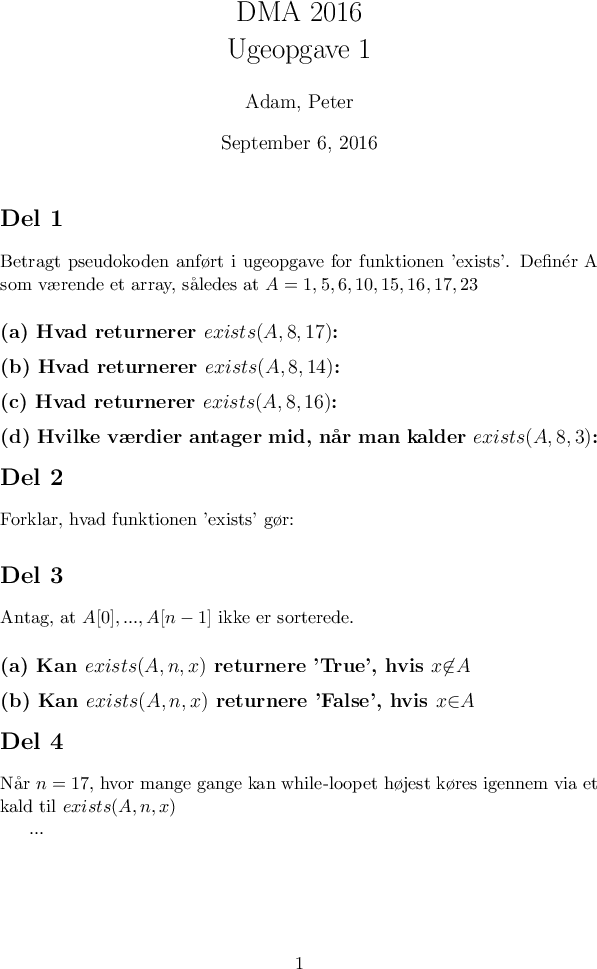 DMA 2016
Ugeopgave 1
Adam, Peter
September 6, 2016
Del 1
Betragt pseudokoden anført i ugeopgave for funktionen 'exists'. Definér A
som værende et array, således at A = 1, 5, 6, 10, 15, 16, 17, 23
(a) Hvad returnerer exists(A, 8, 17):
(b) Hvad returnerer exists(A, 8, 14):
(c) Hvad returnerer exists(A, 8, 16):
(d) Hvilke værdier antager mid, når man kalder exists(A, 8, 3):
Del 2
Forklar, hvad funktionen 'exists' gør:
Del 3
Antag, at A[0], ..., A[n − 1] ikke er sorterede.
(a) Kan exists(A, n, x) returnere 'True', hvis x∉A
(b) Kan exists(A, n, x) returnere 'False', hvis x∈A
Del 4
Når n = 17, hvor mange gange kan while-loopet højest køres igennem via et
kald til exists(A, n, x)
...
1